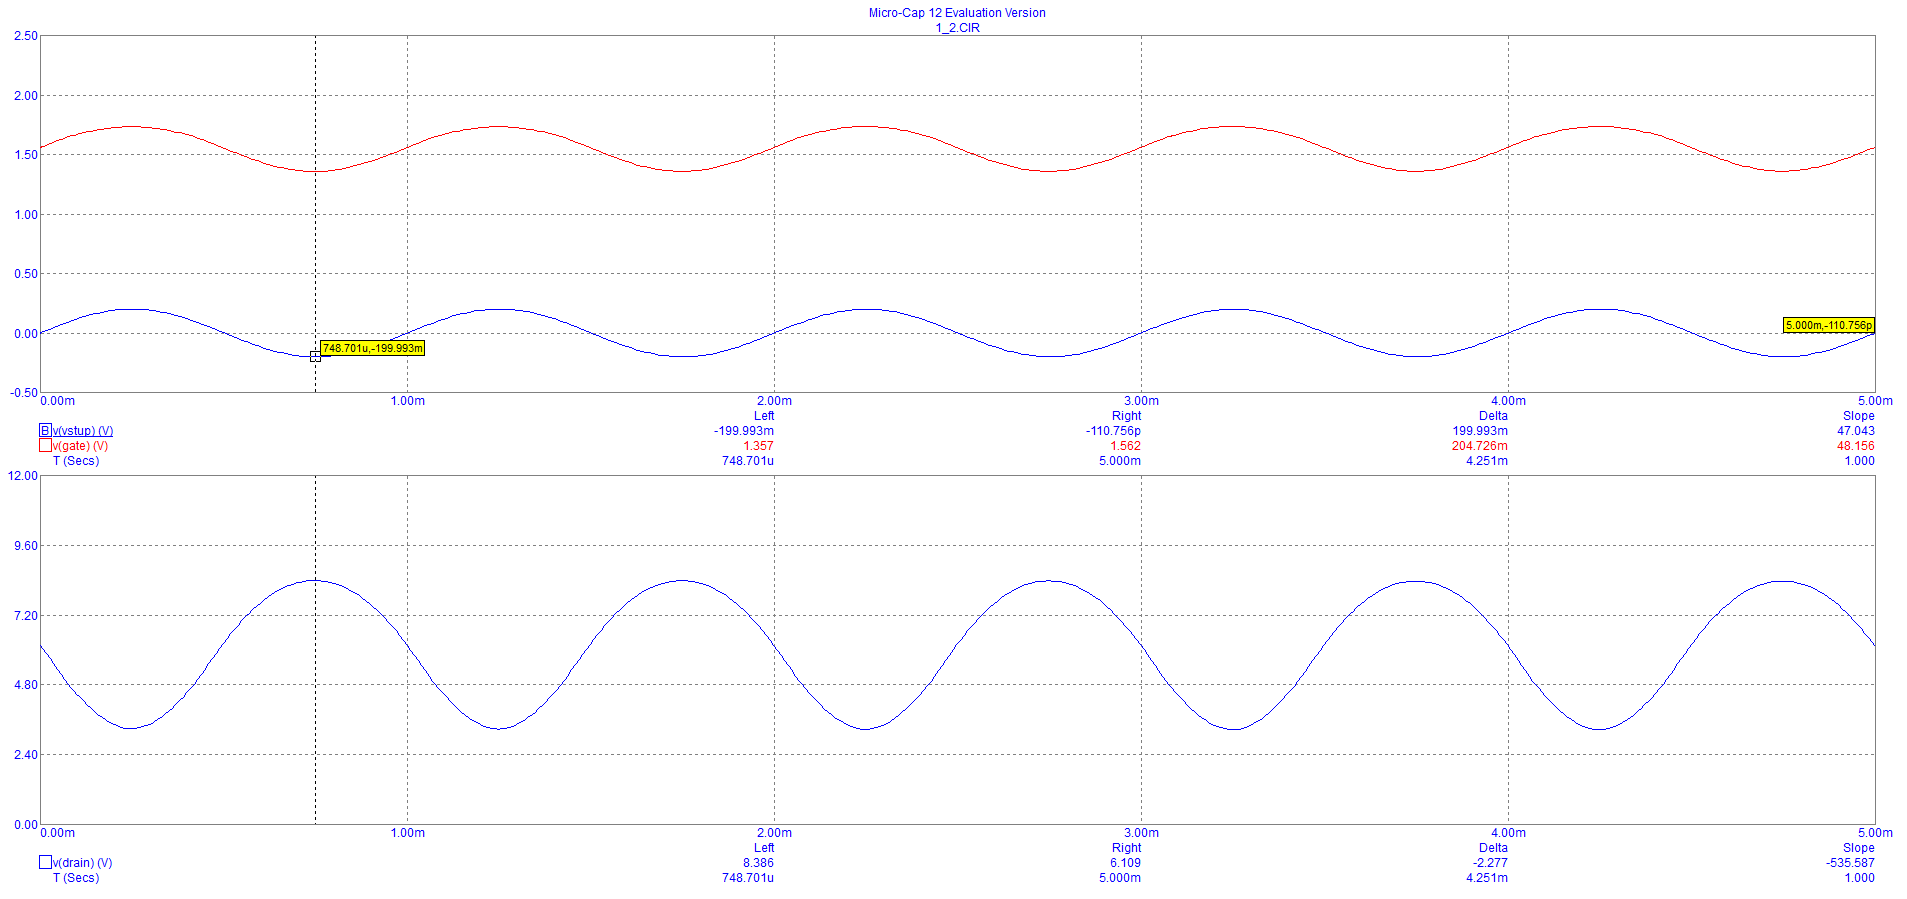 Micro-Cap 12 Evaluation Version
1_2.CIR
2.50
2.00
1.50
1.00
0.50
0.00
5.000m,-110.756p
748.701u,-199.993m
-0.50
0.00m 1.00m 2.00m 3.00m 4.00m 5.00m
Left Right Delta Slope
B v(vstup) (V) -199.993m -110.756p 199.993m 47.043
v(gate) (V) 1.357 1.562 204.726m 48.156
T (Secs) 748.701u 5.000m 4.251m 1.000
12.00
9.60
7.20
4.80
2.40
0.00
0.00m 1.00m 2.00m 3.00m 4.00m 5.00m
Left Right Delta Slope
v(drain) (V) 8.386 6.109 -2.277 -535.587
T (Secs) 748.701u 5.000m 4.251m 1.000